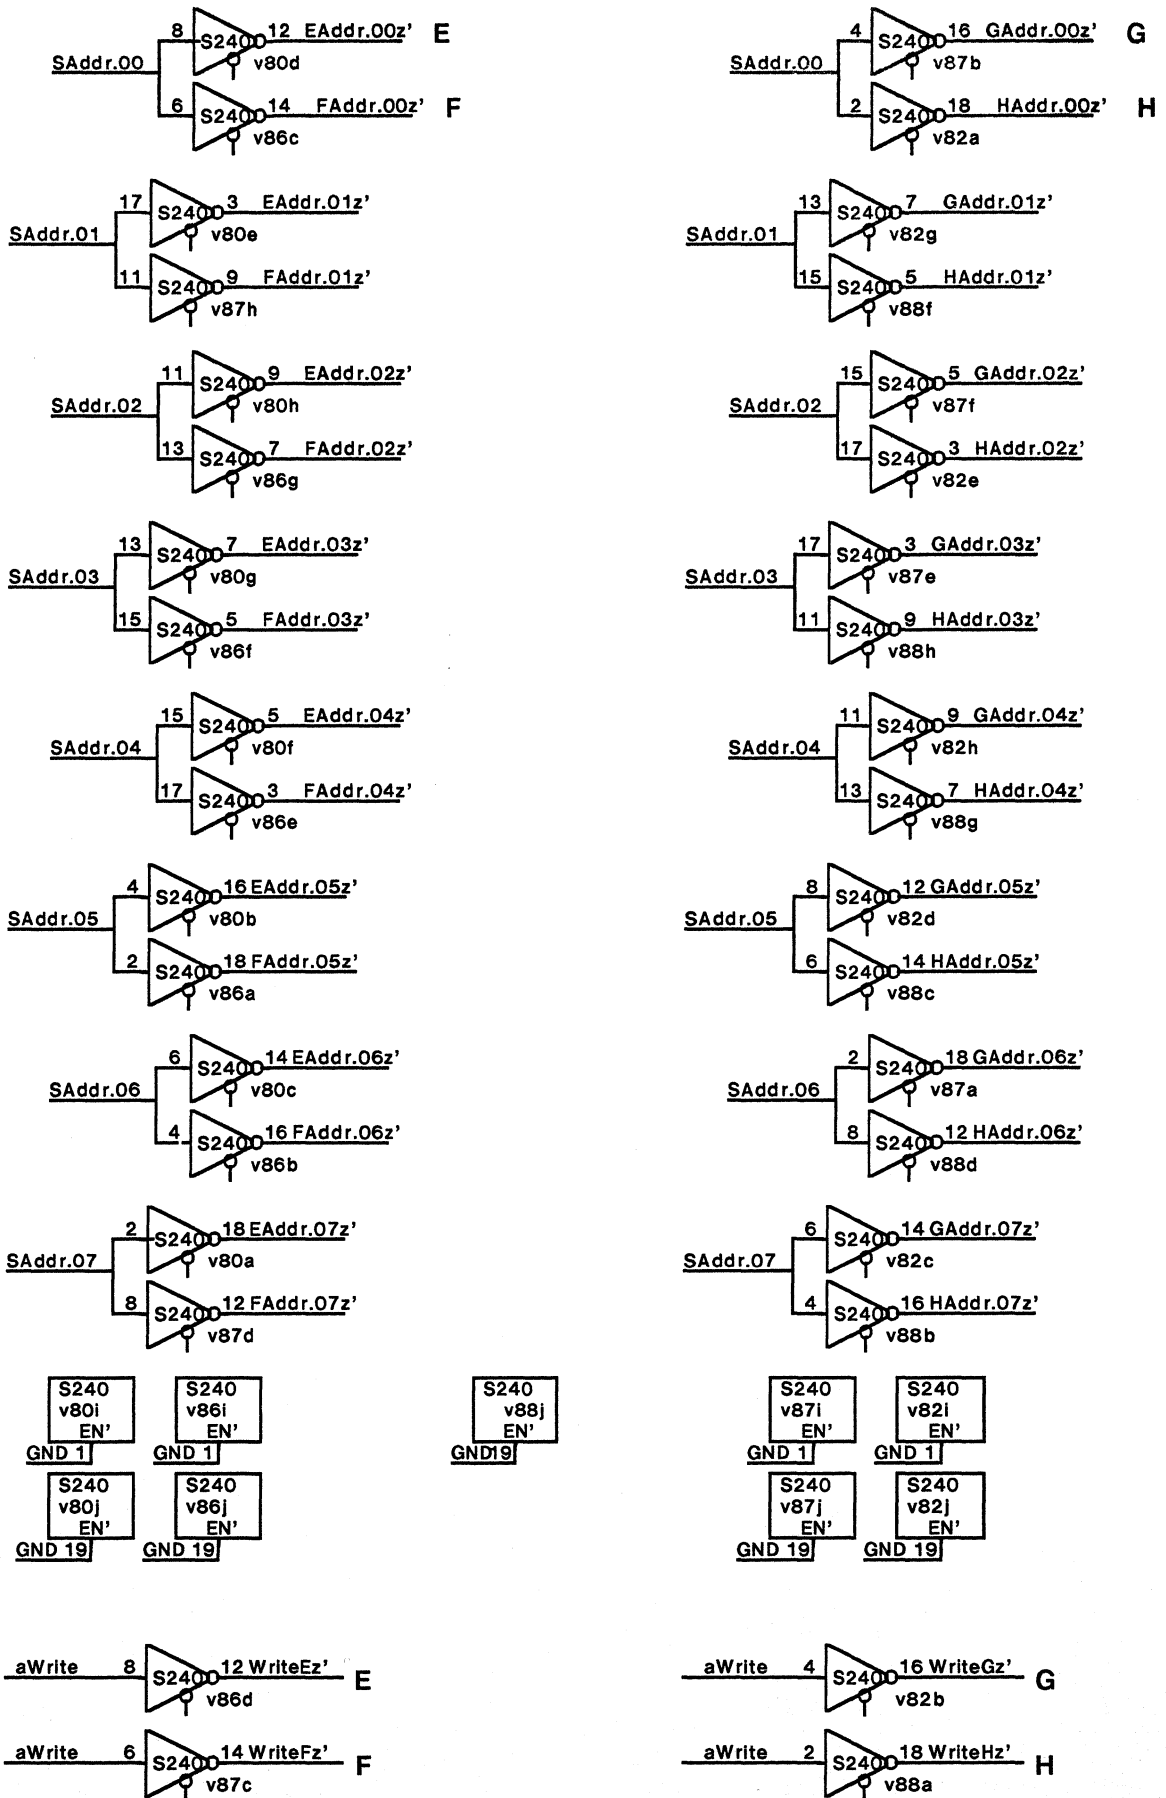 8 S240 12 EAddr.00z' E
SAddr.00 v80d
6 S240 14 FAddr.00z' F
v86c
4 S240 16 GAddr.00z' G
SAddr.00 v87b
2 S240 18 HAddr.00z' H
v82a
17 S240 3 EAddr.01z'
SAddr.01 v80e
11 S240 9 FAddr.01z'
v87h
13 S240 7 GAddr.01z'
SAddr.01 v82g
15 S240 5 HAddr.01z'
v88f
11 S240 9 EAddr.02z'
SAddr.02 v80h
13 S240 7 FAddr.02z'
v86g
15 S240 5 GAddr.02z'
SAddr.02 v87f
17 S240 3 HAddr.02z'
v82e
13 S240 7 EAddr.03z'
SAddr.03 v80g
15 S240 5 FAddr.03z'
v86f
17 S240 3 GAddr.03z'
SAddr.03 v87e
11 S240 9 HAddr.03z'
v88h
15 S240 5 EAddr.04z'
SAddr.04 v80f
17 S240 3 FAddr.04z'
v86e
11 S240 9 GAddr.04z'
SAddr.04 v82h
13 S240 7 HAddr.04z'
v88g
4 S240 16 EAddr.05z'
SAddr.05 v80b
2 S240 18 FAddr.05z'
v86a
8 S240 12 GAddr.05z'
SAddr.05 v82d
6 S240 14 HAddr.05z'
v88c
6 S240 14 EAddr.06z'
SAddr.06 v80c
4 S240 16 FAddr.06z'
v86b
2 S240 18 GAddr.06z'
SAddr.06 v87a
8 S240 12 HAddr.06z'
v88d
2 S240 18 EAddr.07z'
SAddr.07 v80a
8 S240 12 FAddr.07z'
v87d
6 S240 14 GAddr.07z'
SAddr.07 v82c
4 S240 16 HAddr.07z'
v88b
S240
v80i
EN'
GND 1
S240
v86i
EN'
GND 1
S240
v88j
EN'
GND19
S240
v87i
EN'
GND 1
S240
v82i
EN'
GND 1
S240
v80j
EN'
GND 19
S240
v86j
EN'
GND 19
S240
v87j
EN'
GND 19
S240
v82j
EN'
GND 19
aWrite 8 S240 12 WriteEz' E
v86d
aWrite 4 S240 16 WriteGz' G
v82b
aWrite 6 S240 14 WriteFz' F
v87c
aWrite 2 S240 18 WriteHz' H
v88a